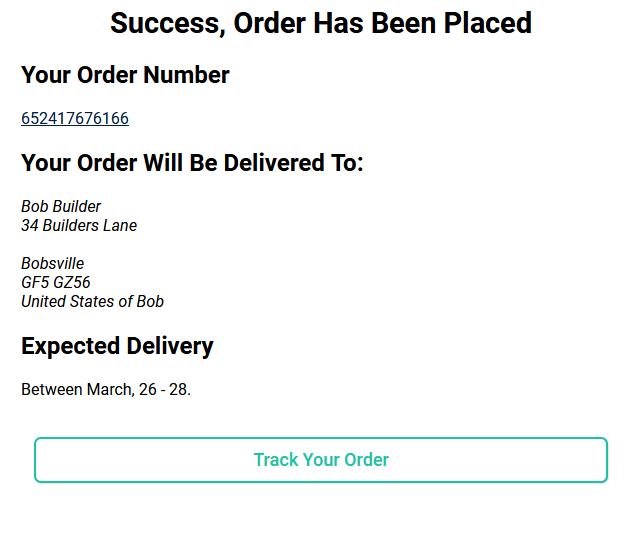 Success, Order Has Been Placed
Your Order Number
652417676166
Your Order Will Be Delivered To:
Bob Builder
34 Builders Lane
Bobsville
GF5 GZ56
United States of Bob
Expected Delivery
Between March, 26 - 28.
Track Your Order